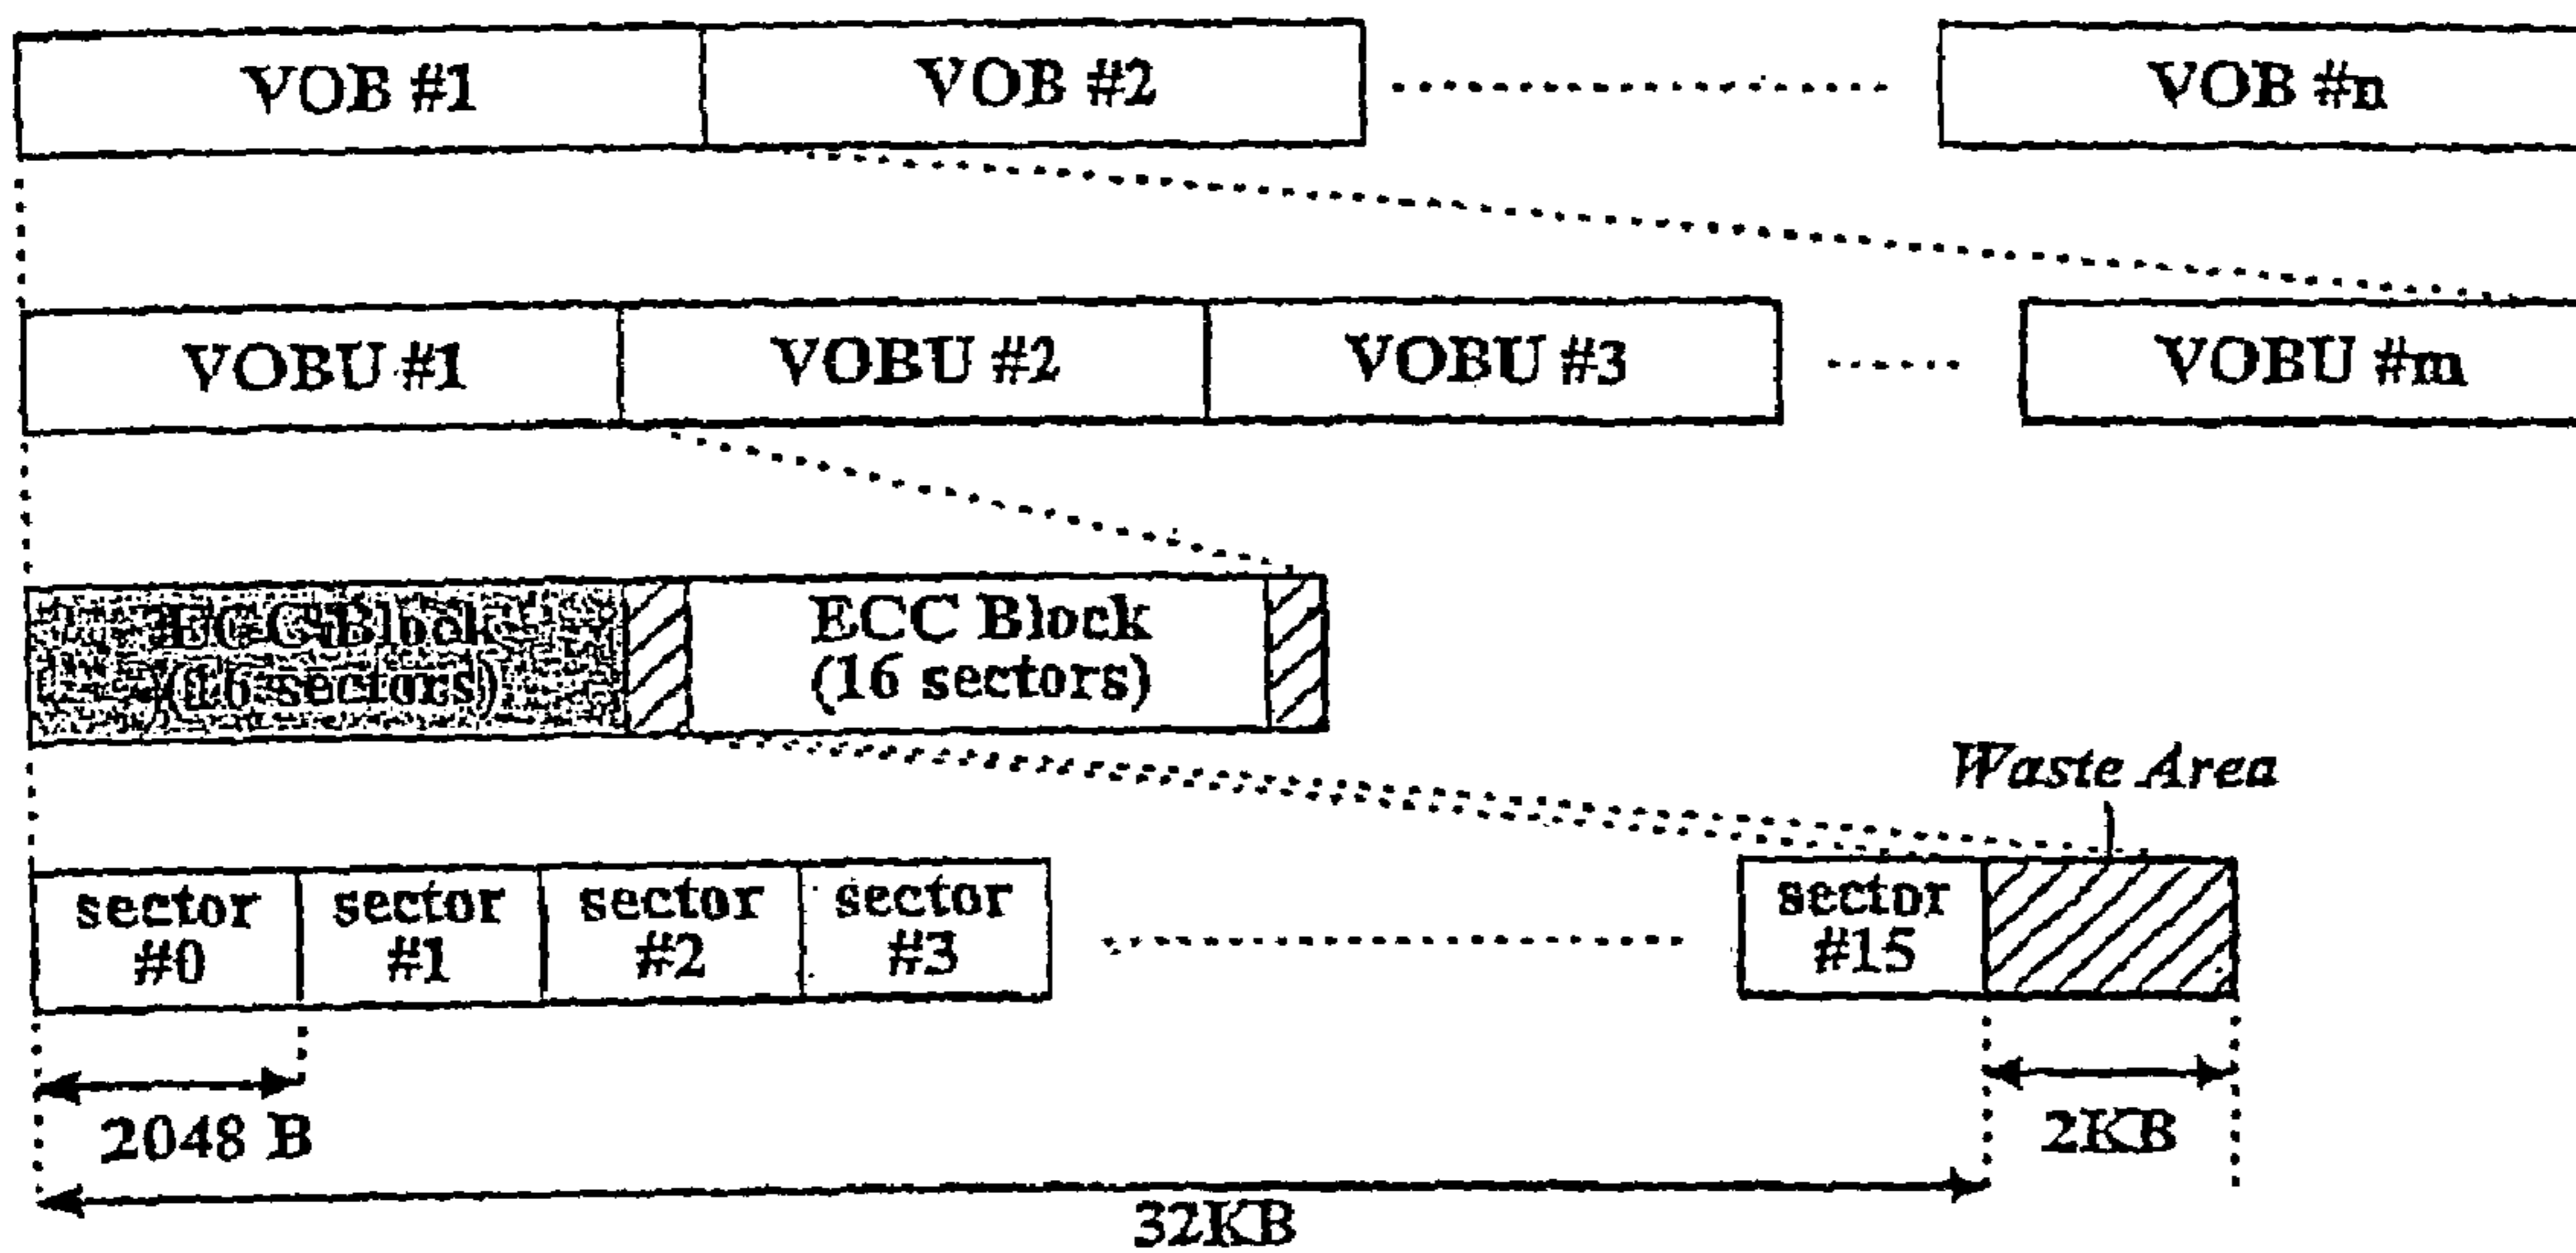 VOB #1 VOB #2 VOB #n
VOBU #1 VOBU #2 VOBU #3 VOBU #m
ECC Block ECC Block
(16 sectors) (16 sectors)
Waste Area
sector sector sector sector sector
#0 #1 #2 #3 #15
2048 B 2KB
32KB